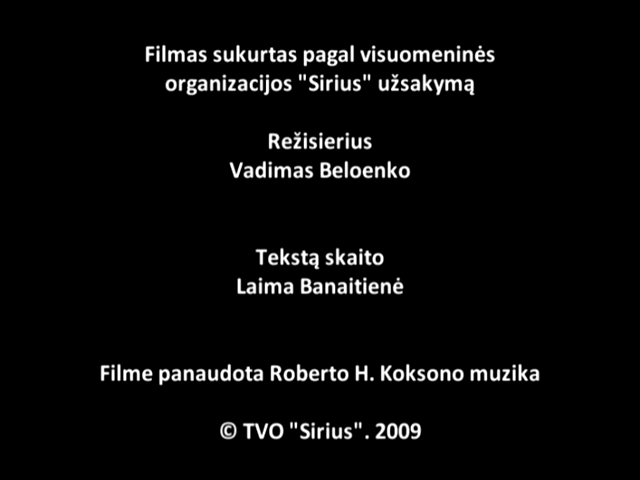 Filmas sukurtas pagal visuomeninės
organizacijos "Sirius" užsakymą
Režisierius
Vadimas Beloenko
Tekstą skaito
Laima Banaitienė
Filme panaudota Roberto H. Koksono muzika
© TVO "Sirius". 2009